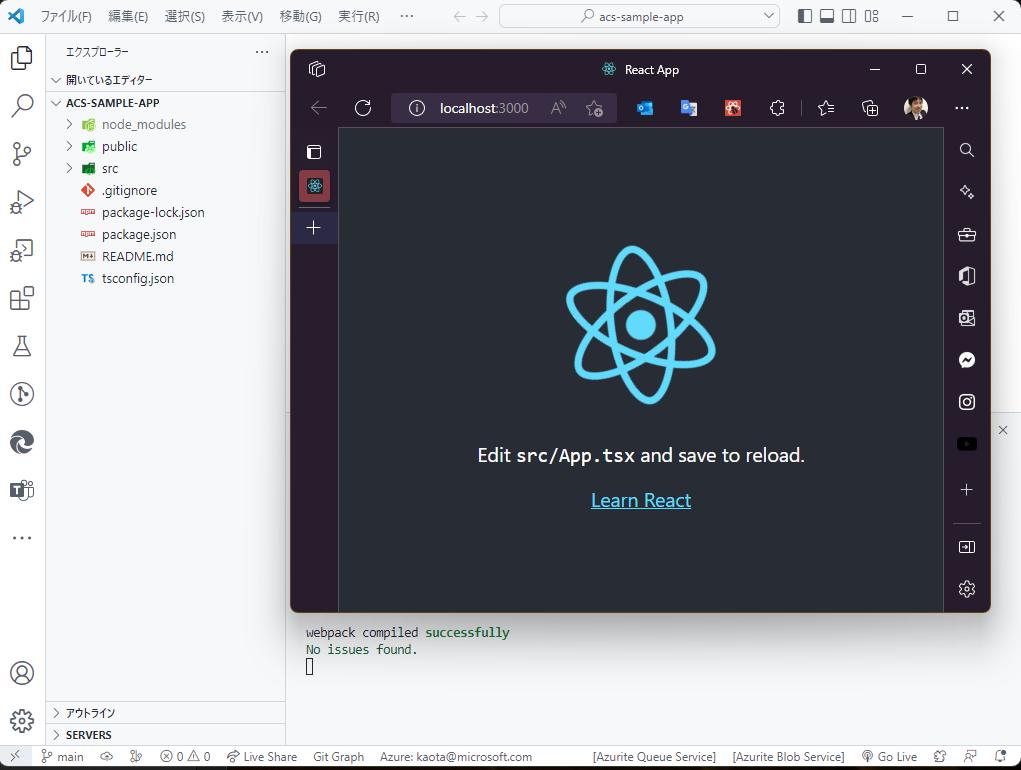 ファイル(F) 編集(E) 選択(S) 表示(V) 移動(G) 実行(R) ··· acs-sample-app
エクスプローラー ···
開いているエディター
ACS-SAMPLE-APP
node_modules
public
src
.gitignore
package-lock.json
package.json
M↓ README.md
TS tsconfig.json
React App
localhost:3000
Edit src/App.tsx and save to reload.
Learn React
webpack compiled successfully
No issues found.
アウトライン
SERVERS
main 0 0 Live Share Git Graph Azure: kaota@microsoft.com [Azurite Queue Service] [Azurite Blob Service] Go Live